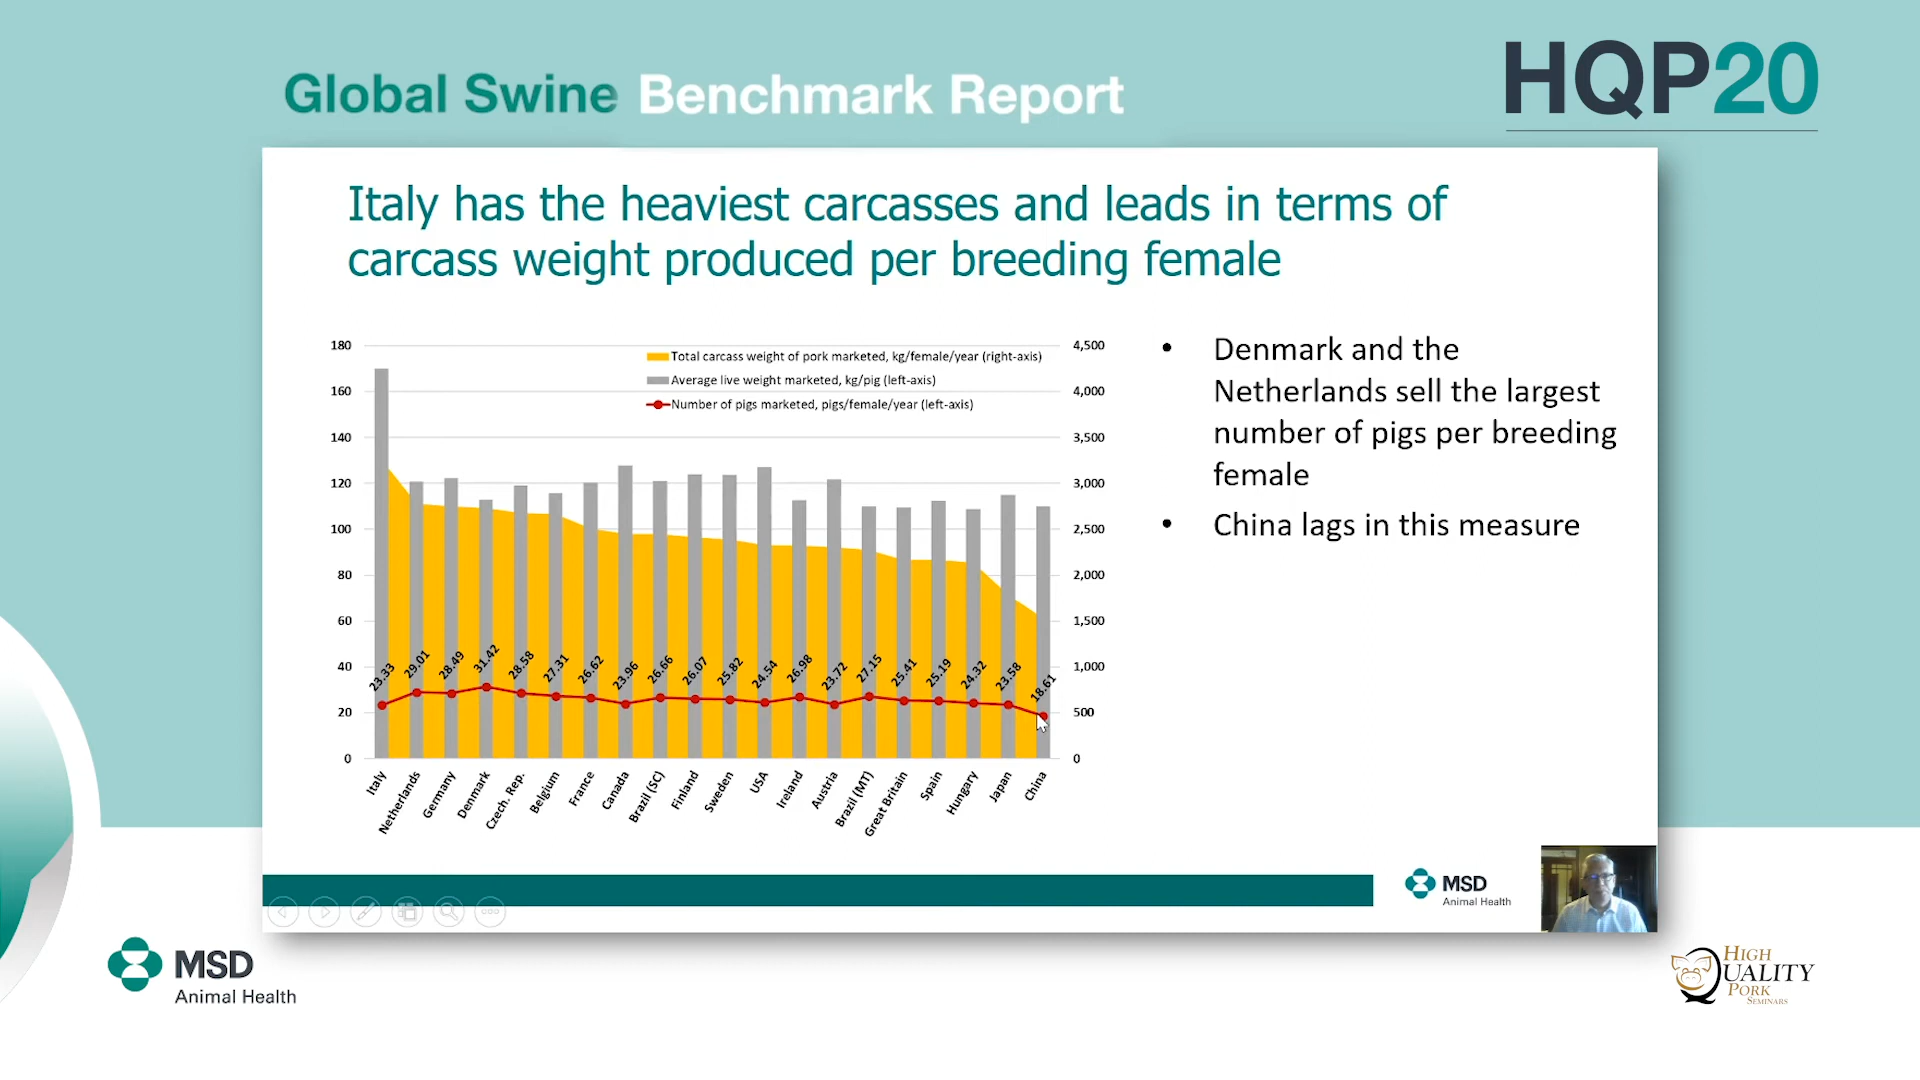 Global Swine Benchmark Report
HQP20
Italy has the heaviest carcasses and leads in terms of
carcass weight produced per breeding female
180
160
140
120
100
80
60
40
20
0
Total carcass weight of pork marketed, kg/female/year (right-axis)
Average live weight marketed, kg/pig (left-axis)
Number of pigs marketed, pigs/female/year (left-axis)
4,500
4,000
3,500
3,000
2,500
2,000
1,500
1,000
500
0
23.33
29.01
28.49
31.42
28.58
27.31
26.62
23.96
26.66
26.07
25.82
24.54
26.98
23.72
27.15
25.41
25.19
24.32
23.58
18.61
Italy
Netherlands
Germany
Denmark
Czech. Rep.
Belgium
France
Canada
Brazil (SC)
Finland
Sweden
USA
Ireland
Austria
Brazil (MT)
Great Britain
Spain
Hungary
Japan
China
• Denmark and the
Netherlands sell the largest
number of pigs per breeding
female
• China lags in this measure
MSD
Animal Health
MSD
Animal Health
HIGH
QUALITY
PORK
SEMINARS